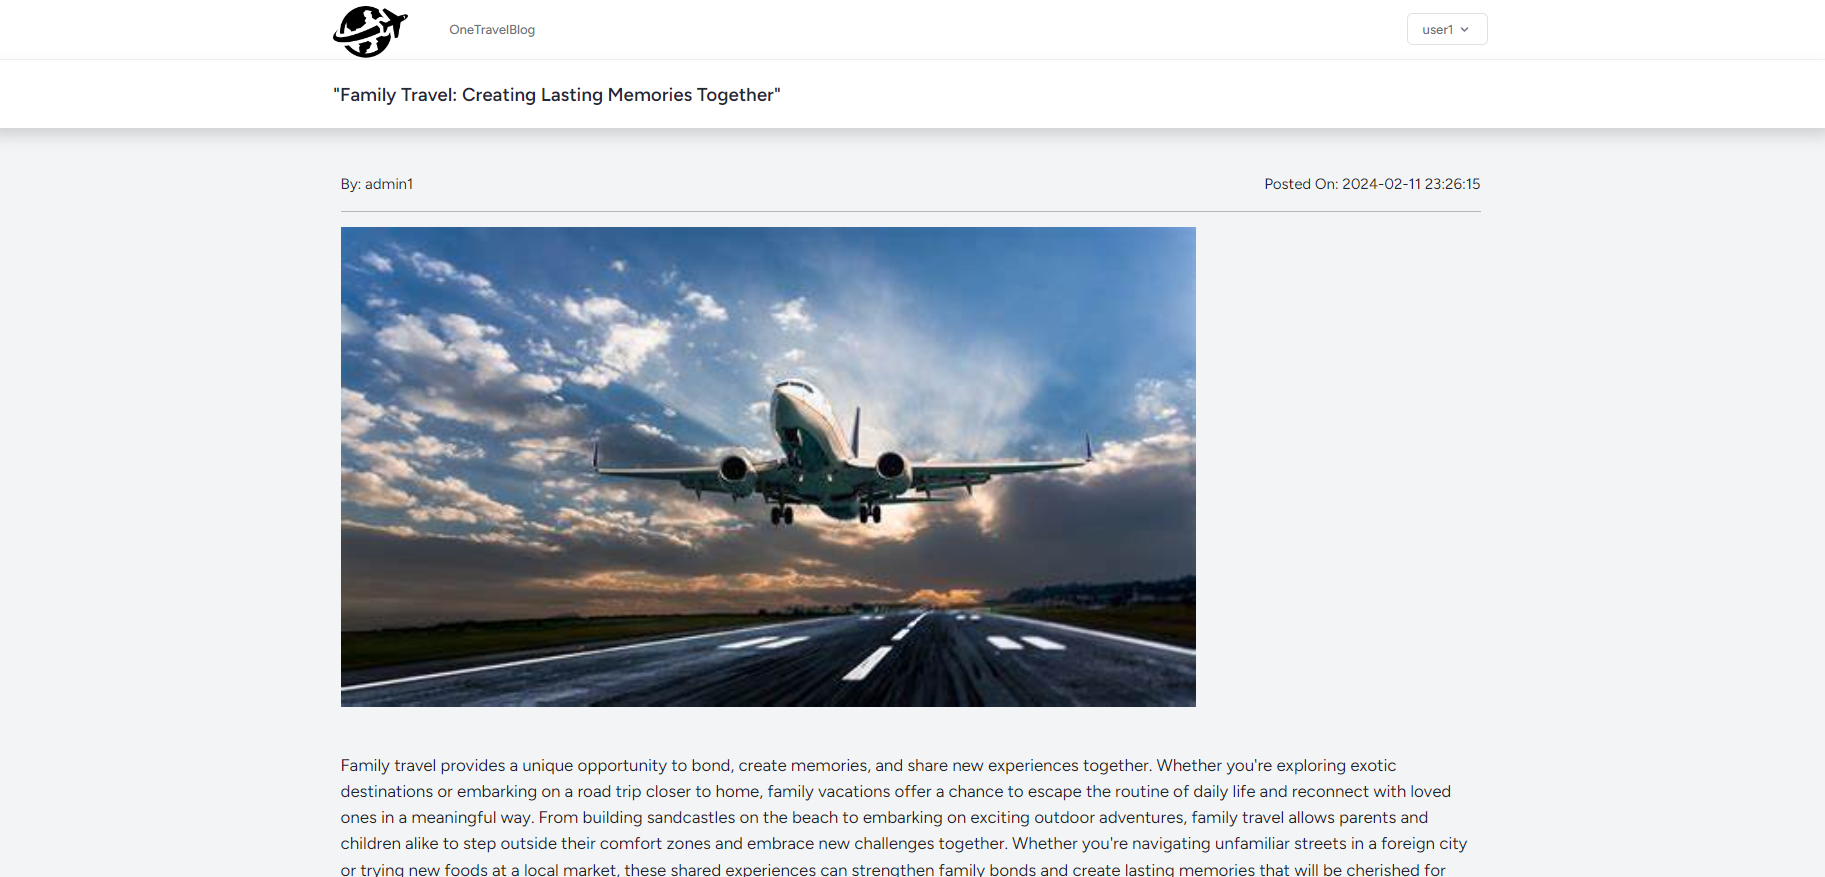 OneTravelBlog
user1
"Family Travel: Creating Lasting Memories Together"
By: admin1
Posted On: 2024-02-11 23:26:15
Family travel provides a unique opportunity to bond, create memories, and share new experiences together. Whether you're exploring exotic
destinations or embarking on a road trip closer to home, family vacations offer a chance to escape the routine of daily life and reconnect with loved
ones in a meaningful way. From building sandcastles on the beach to embarking on exciting outdoor adventures, family travel allows parents and
children alike to step outside their comfort zones and embrace new challenges together. Whether you're navigating unfamiliar streets in a foreign city
or trying new foods at a local market, these shared experiences can strengthen family bonds and create lasting memories that will be cherished for